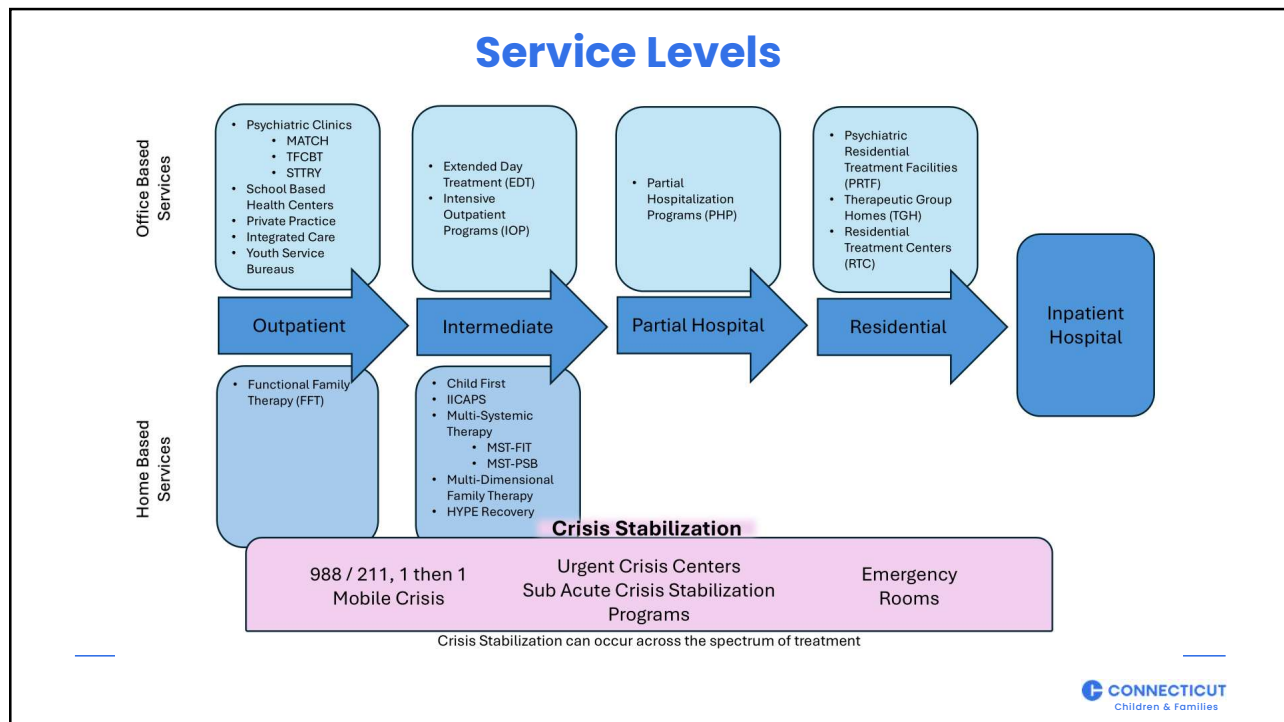 Service Levels
Office Based
Services
• Psychiatric Clinics
• MATCH
• TFCBT
• STTRY
• School Based
Health Centers
• Private Practice
• Integrated Care
• Youth Service
Bureaus
• Extended Day
Treatment (EDT)
• Intensive
Outpatient
Programs (IOP)
• Partial
Hospitalization
Programs (PHP)
• Psychiatric
Residential
Treatment Facilities
(PRTF)
• Therapeutic Group
Homes (TGH)
• Residential
Treatment Centers
(RTC)
Outpatient
Intermediate
Partial Hospital
Residential
Inpatient
Hospital
Home Based
Services
• Functional Family
Therapy (FFT)
• Child First
• IICAPS
• Multi-Systemic
Therapy
• MST-FIT
• MST-PSB
• Multi-Dimensional
Family Therapy
• HYPE Recovery
Crisis Stabilization
988 / 211, 1 then 1
Mobile Crisis
Urgent Crisis Centers
Sub Acute Crisis Stabilization
Programs
Emergency
Rooms
Crisis Stabilization can occur across the spectrum of treatment
CONNECTICUT
Children & Families